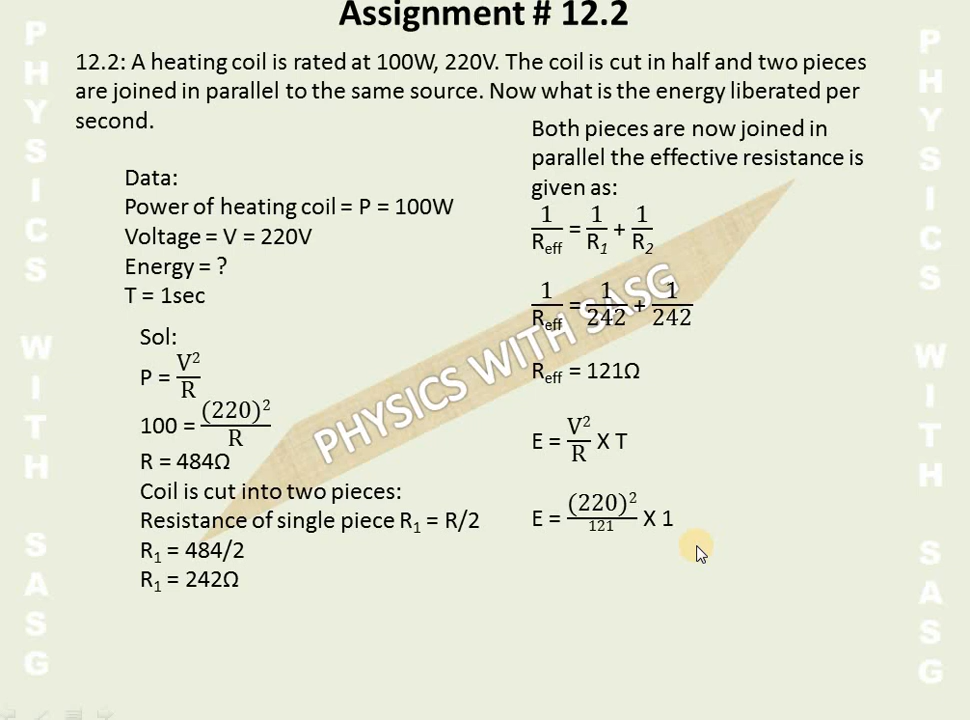 Assignment # 12.2
12.2: A heating coil is rated at 100W, 220V. The coil is cut in half and two pieces
are joined in parallel to the same source. Now what is the energy liberated per
second.
Data:
Power of heating coil = P = 100W
Voltage = V = 220V
Energy = ?
T = 1sec
Sol:
P = V²/R
100 = (220)²/R
R = 484Ω
Coil is cut into two pieces:
Resistance of single piece R₁ = R/2
R₁ = 484/2
R₁ = 242Ω
Both pieces are now joined in
parallel the effective resistance is
given as:
1/Reff = 1/R₁ + 1/R₂
1/Reff = 1/242 + 1/242
Reff = 121Ω
E = V²/R X T
E = (220)²/121 X 1
PHYSICS WITH SASG
PHYSICS WITH SASG
PHYSICS WITH SASG